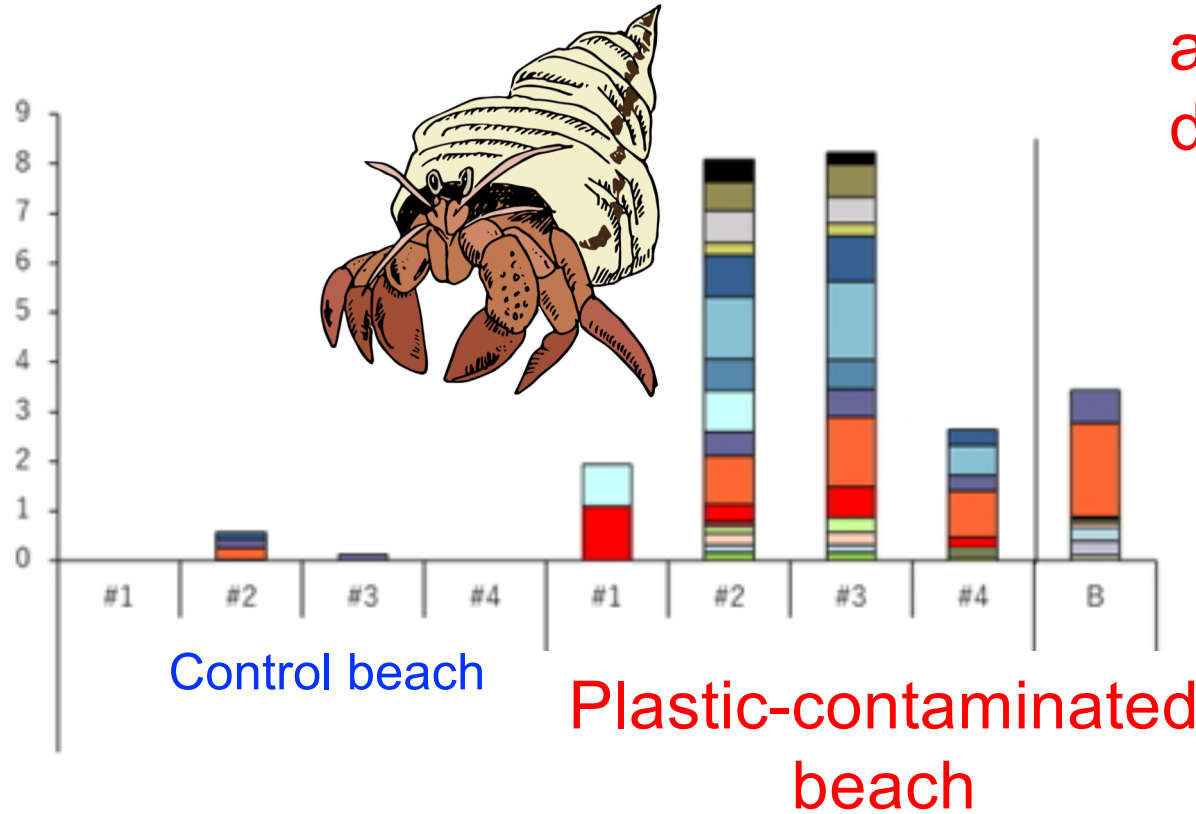 a
d
9
8
7
6
5
4
3
2
1
0
#1 #2 #3 #4 #1 #2 #3 #4 B
Control beach
Plastic-contaminated
beach